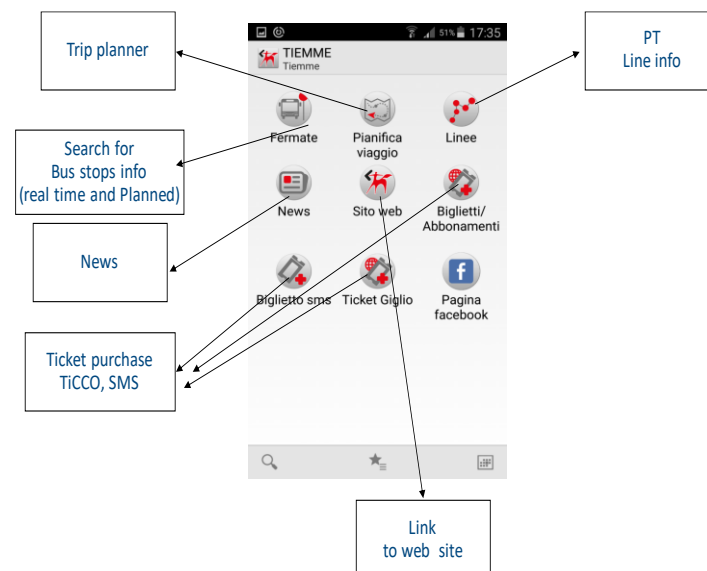 Trip planner
PT
Line info
51% 17:35
TIEMME
Tiemme
Fermate
Pianifica
viaggio
Linee
Search for
Bus stops info
(real time and Planned)
News
Sito web
Biglietti/
Abbonamenti
News
Biglietto sms
Ticket Giglio
Pagina
facebook
Ticket purchase
TiCCO, SMS
Link
to web site